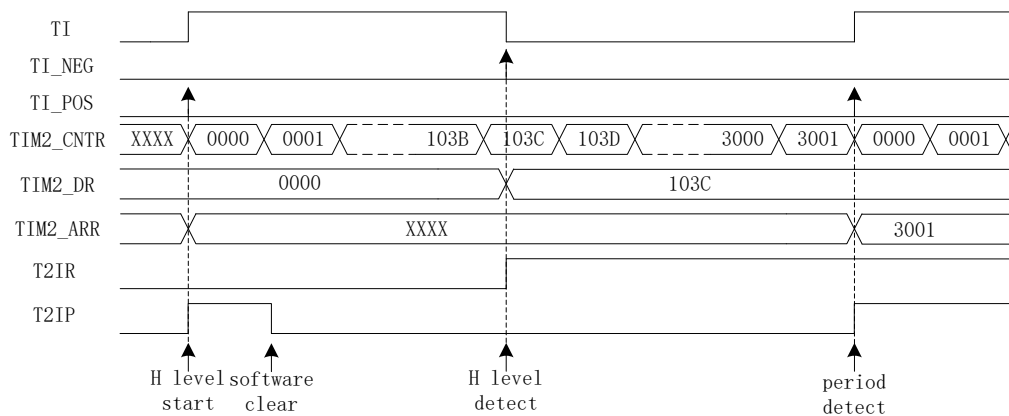 TI
TI_NEG
TI_POS
TIM2_CNTR XXXX 0000 0001 103B 103C 103D 3000 3001 0000 0001
TIM2_DR 0000 103C
TIM2_ARR XXXX 3001
T2IR
T2IP
H level start
software clear
H level detect
period detect